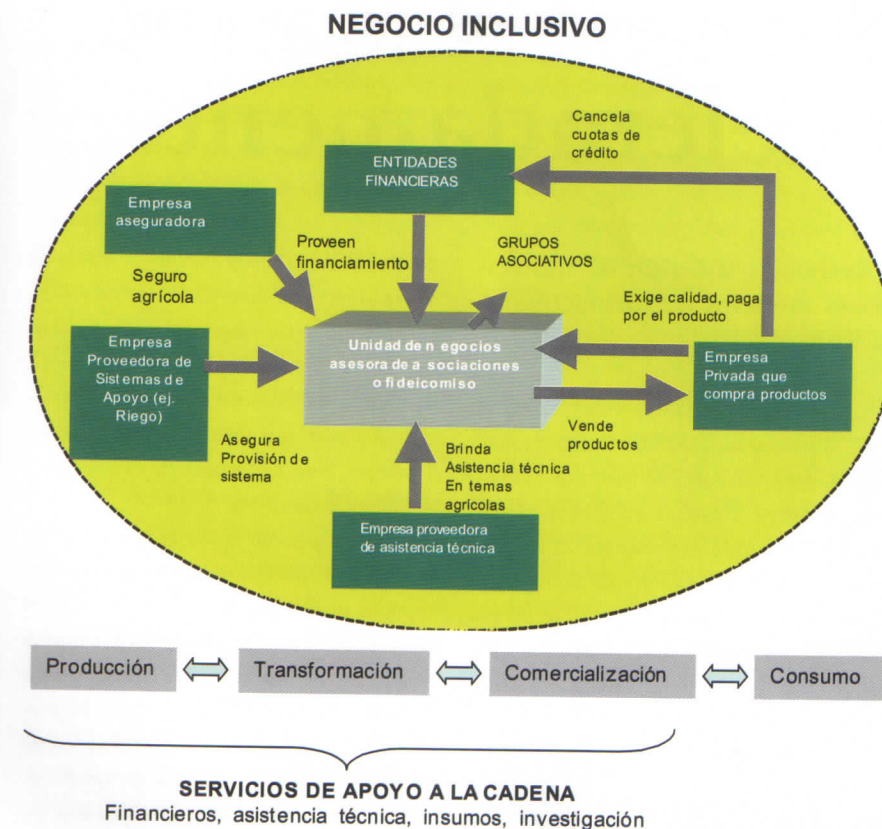 NEGOCIO INCLUSIVO
Cancela
cuotas de
crédito
ENTIDADES
FINANCIERAS
Empresa
aseguradora
Proveen
financiamiento
GRUPOS
ASOCIATIVOS
Seguro
agrícola
Exige calidad, paga
por el producto
Empresa
Proveedora de
Sistemas de
Apoyo (ej.
Riego)
Unidad de n egocios
asesora de a sociaciones
o fideicomiso
Empresa
Privada que
compra productos
Asegura
Provisión de
sistema
Brinda
Asistencia técnica
En temas
agrícolas
Vende
productos
Empresa proveedora
de asistencia técnica
Producción
Transformación
Comercialización
Consumo
SERVICIOS DE APOYO A LA CADENA
Financieros, asistencia técnica, insumos, investigación